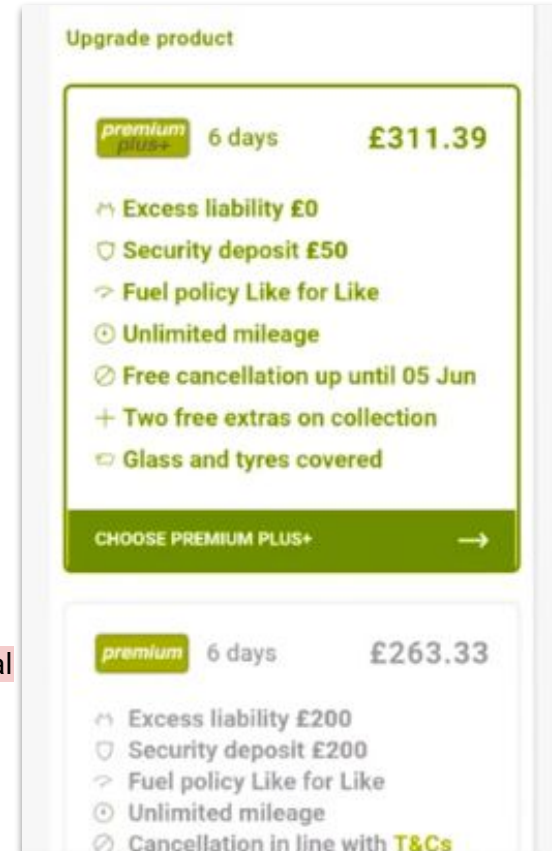 Upgrade product
premium plus+ 6 days £311.39
Excess liability £0
Security deposit £50
Fuel policy Like for Like
Unlimited mileage
Free cancellation up until 05 Jun
Two free extras on collection
Glass and tyres covered
CHOOSE PREMIUM PLUS+
al
premium 6 days £263.33
Excess liability £200
Security deposit £200
Fuel policy Like for Like
Unlimited mileage
Cancellation in line with T&Cs